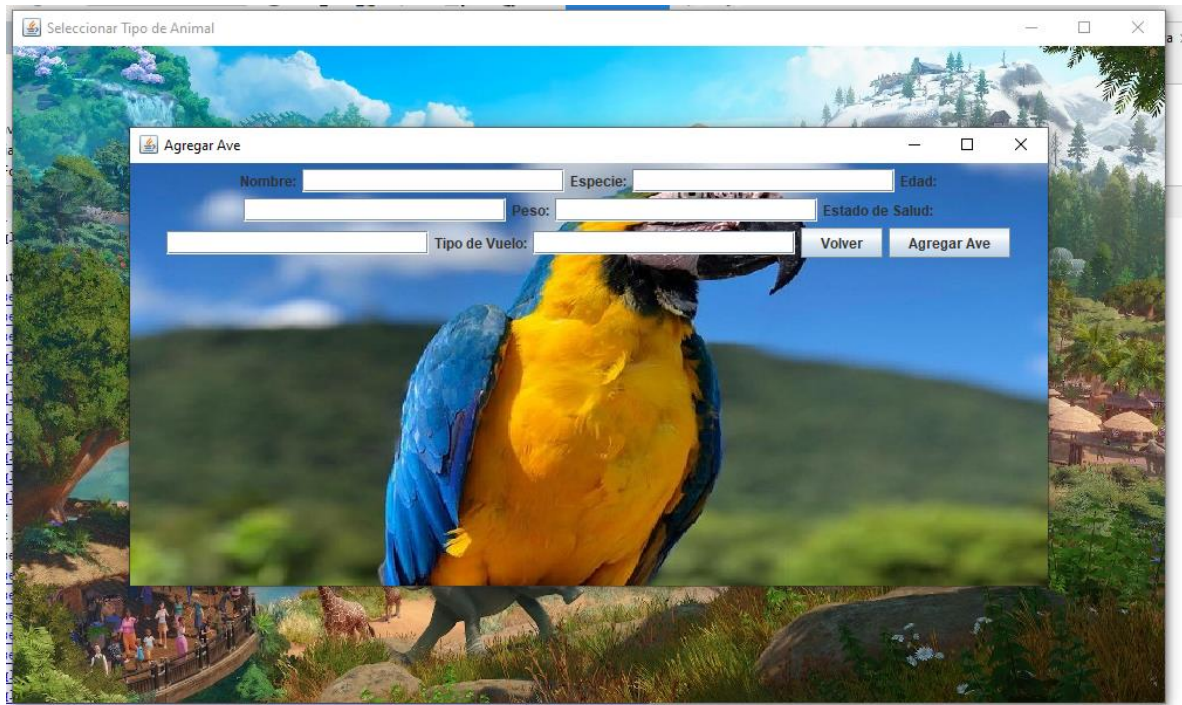 Seleccionar Tipo de Animal
Agregar Ave
Nombre: Especie: Edad:
Peso: Estado de Salud:
Tipo de Vuelo: Volver Agregar Ave